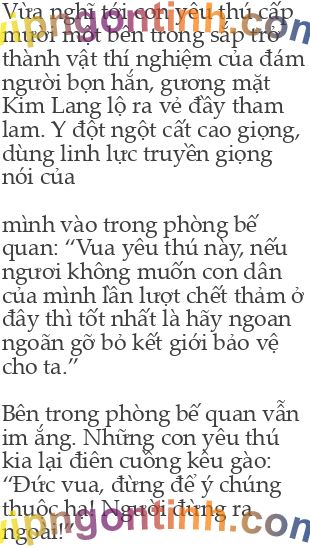 Vừa nghĩ tới con yêu thú cấp
mười một bên trong sắp trở
thành vật thí nghiệm của đám
người bọn hắn, gương mặt
Kim Lang lộ ra vẻ đầy tham
lam. Y đột ngột cất cao giọng,
dùng linh lực truyền giọng
nói của
mình vào trong phòng bế
quan: “Vua yêu thú này, nếu
ngươi không muốn con dân
của mình lần lượt chết thảm ở
đây thì tốt nhất là hãy ngoan
ngoãn gỡ bỏ kết giới bảo vệ
cho ta.”
Bên trong phòng bế quan vẫn
im ắng. Những con yêu thú
kia lại điên cuồng kêu gào:
“Đức vua, đừng để ý chúng
thuộc hạ! Người đừng ra
ngoài!”
vipngontinh.com
vipngontinh.com